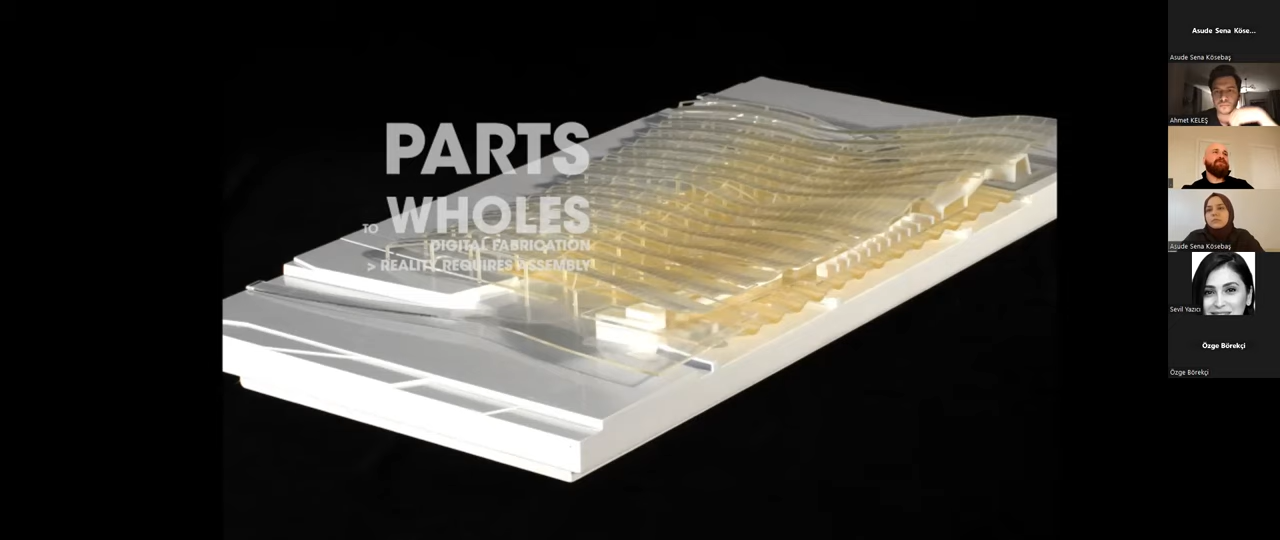 PARTS
TO WHOLES
DIGITAL FABRICATION
> REALITY REQUIRES ASSEMBLY
Asude Sena Köse...
Asude Sena Kösebaş
Ahmet KELEŞ
Asude Sena Kösebaş
Sevil Yazıcı
Özge Börekçi
Özge Börekçi